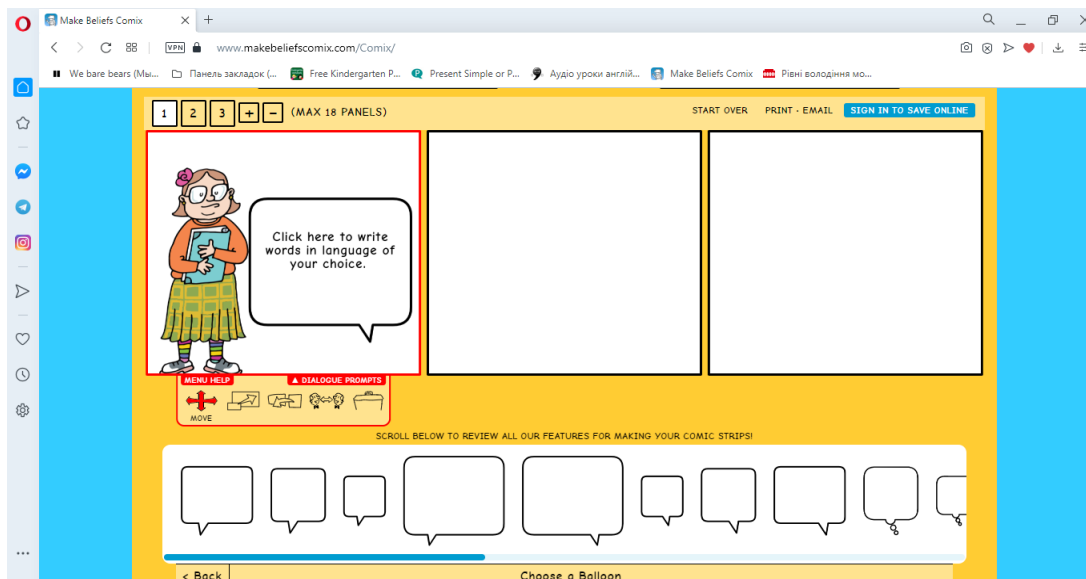 Make Beliefs Comix
VPN www.makebeliefscomix.com/Comix/
We bare bears (Мы... Панель закладок (... Free Kindergarten P... Present Simple or P... Аудіо уроки англій... Make Beliefs Comix Рівні володіння мо...
1 2 3 + - (MAX 18 PANELS) START OVER PRINT · EMAIL SIGN IN TO SAVE ONLINE
Click here to write
words in language of
your choice.
MENU HELP ▲ DIALOGUE PROMPTS
MOVE
SCROLL BELOW TO REVIEW ALL OUR FEATURES FOR MAKING YOUR COMIC STRIPS!
< Back Choose a Balloon